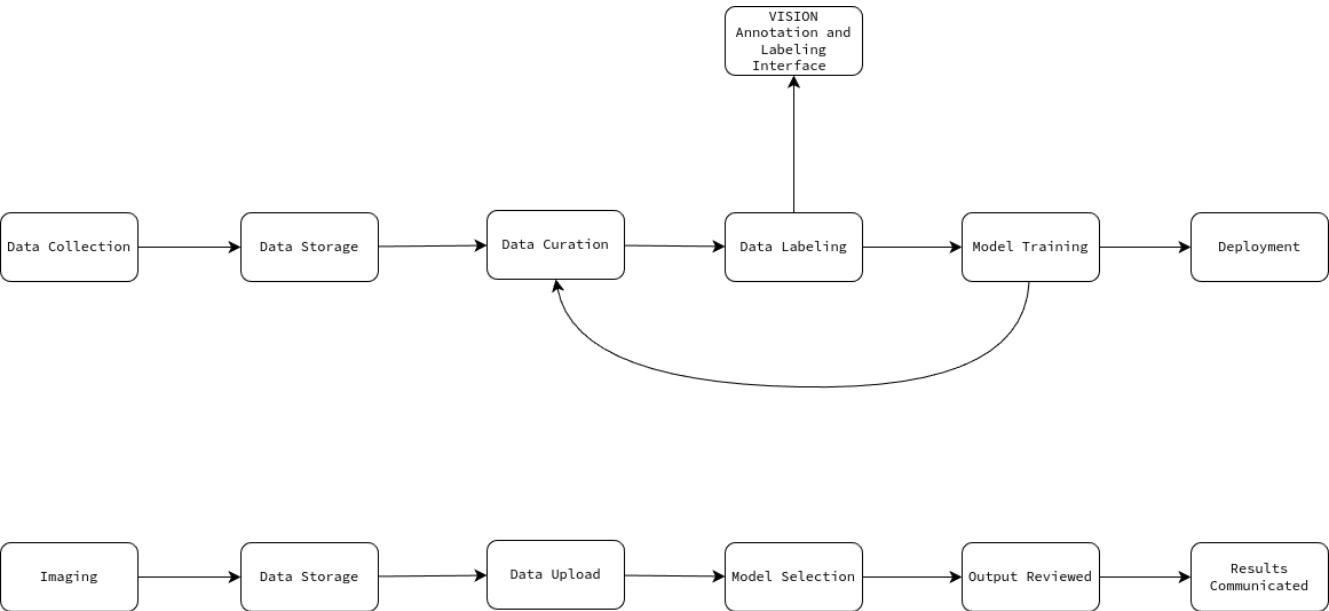 VISION
Annotation and
Labeling
Interface
Data Collection
Data Storage
Data Curation
Data Labeling
Model Training
Deployment
Imaging
Data Storage
Data Upload
Model Selection
Output Reviewed
Results
Communicated